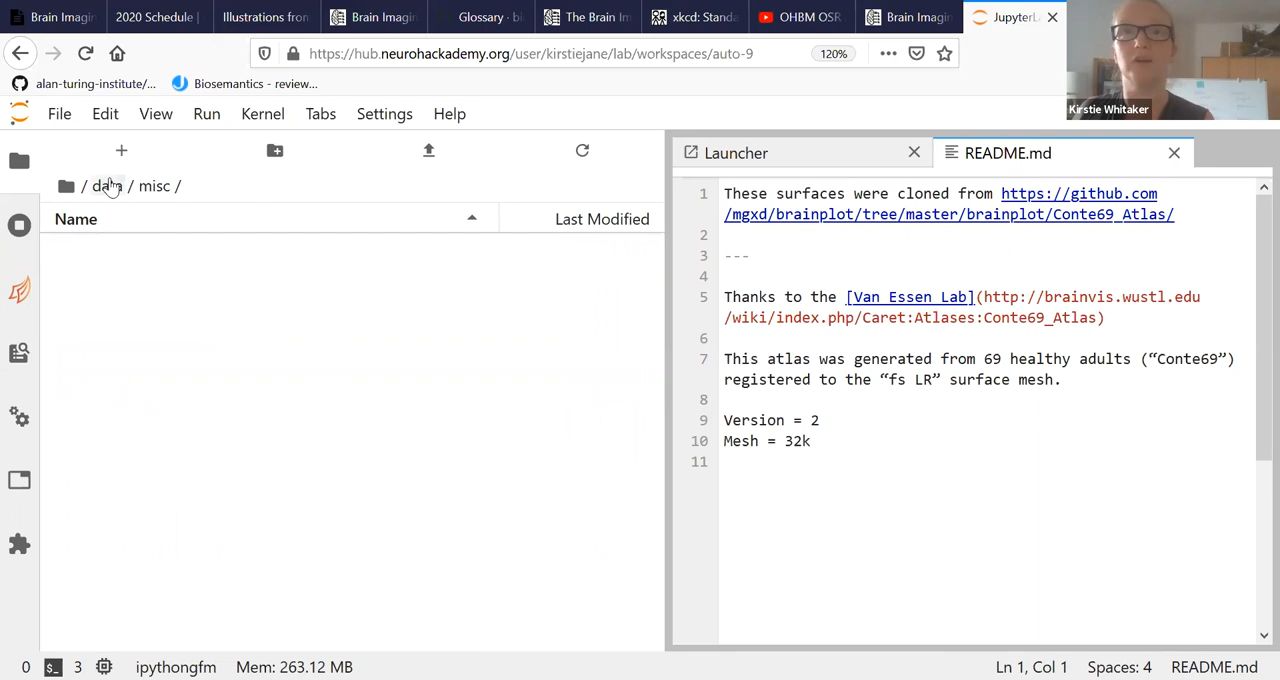 Brain Imagin
2020 Schedule |
Illustrations from
Brain Imagin
Glossary · bi
The Brain Im
xkcd: Standa
OHBM OSR
Brain Imagin
JupyterL
https://hub.neurohackademy.org/user/kirstiejane/lab/workspaces/auto-9
120%
Kirstie Whitaker
alan-turing-institute/...
Biosemantics - review...
File Edit View Run Kernel Tabs Settings Help
/ data / misc /
Name Last Modified
Launcher
README.md
1 These surfaces were cloned from https://github.com
/mgxd/brainplot/tree/master/brainplot/Conte69_Atlas/
2
3 ---
4
5 Thanks to the [Van Essen Lab](http://brainvis.wustl.edu
/wiki/index.php/Caret:Atlases:Conte69_Atlas)
6
7 This atlas was generated from 69 healthy adults (“Conte69”)
registered to the “fs LR” surface mesh.
8
9 Version = 2
10 Mesh = 32k
11
0 $_ 3 ipythongfm Mem: 263.12 MB
Ln 1, Col 1 Spaces: 4 README.md